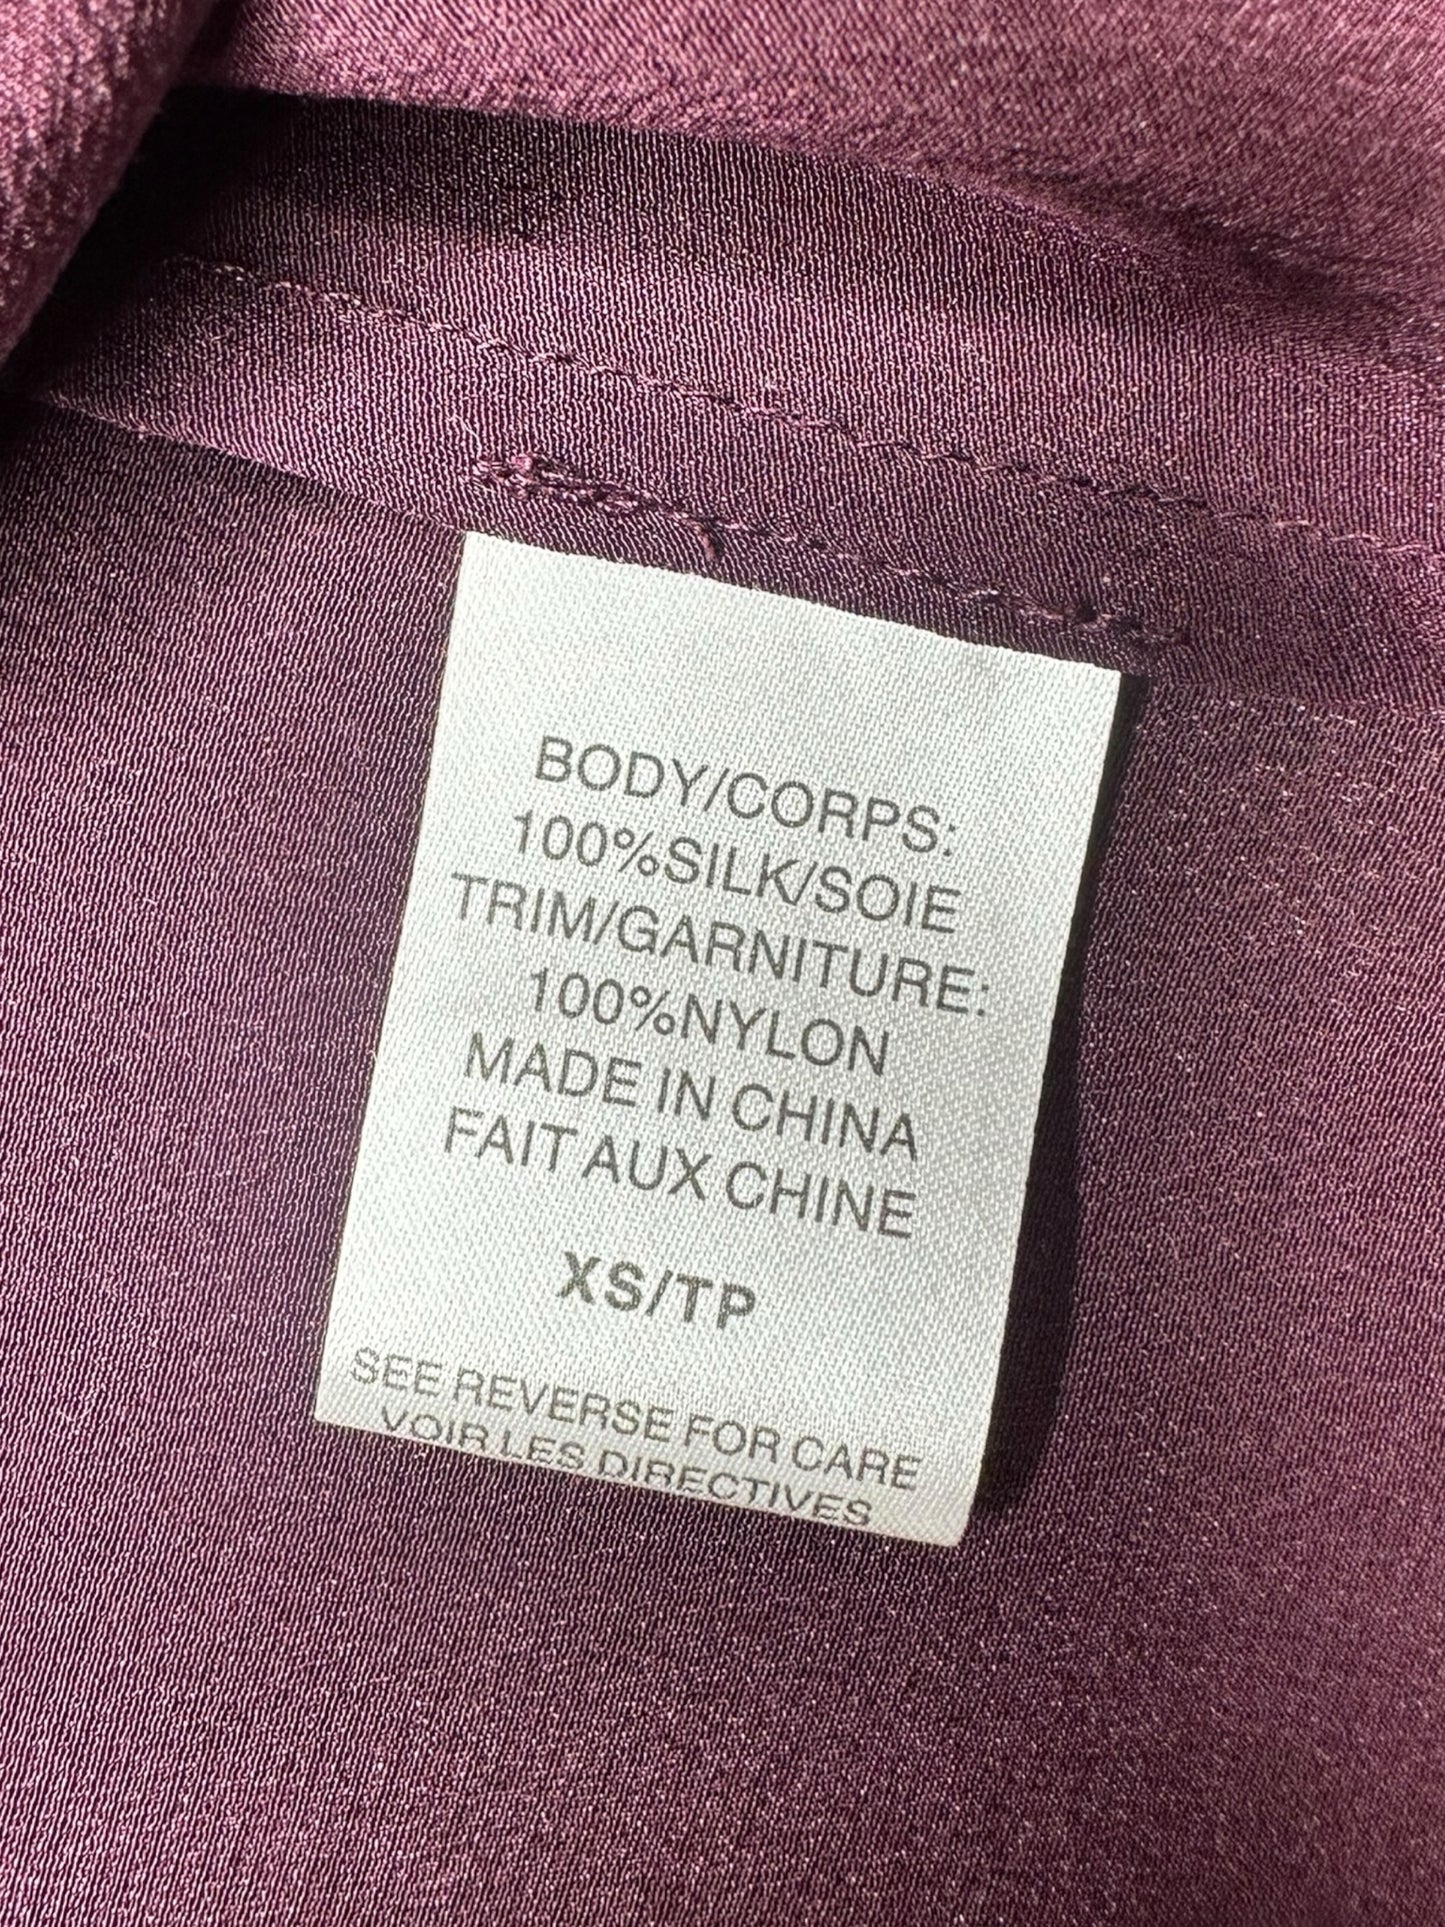 BODY/CORPS:
100%SILK/SOIE
TRIM/GARNITURE:
100%NYLON
MADE IN CHINA
FAIT AUX CHINE
XS/TP
SEE REVERSE FOR CARE
VOIR LES DIRECTIVES